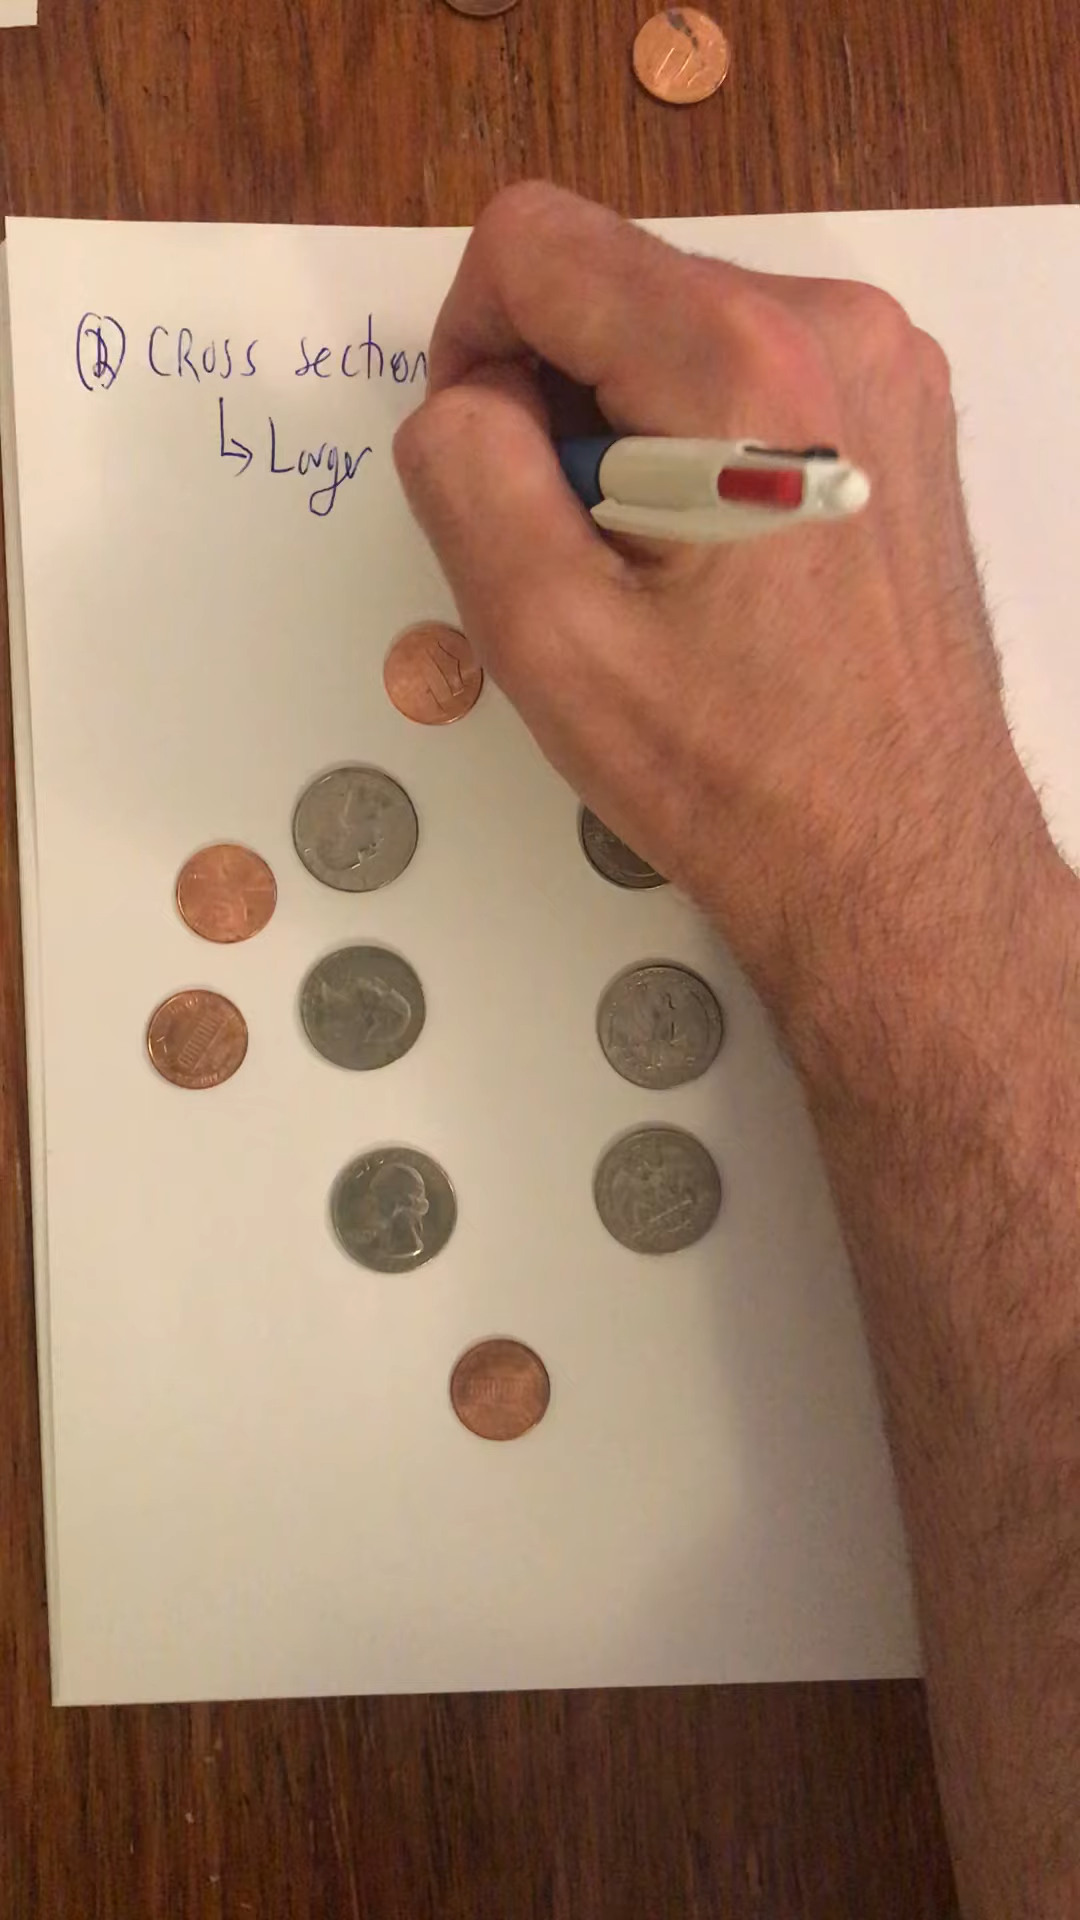 ② CROSS section
↳ Larger